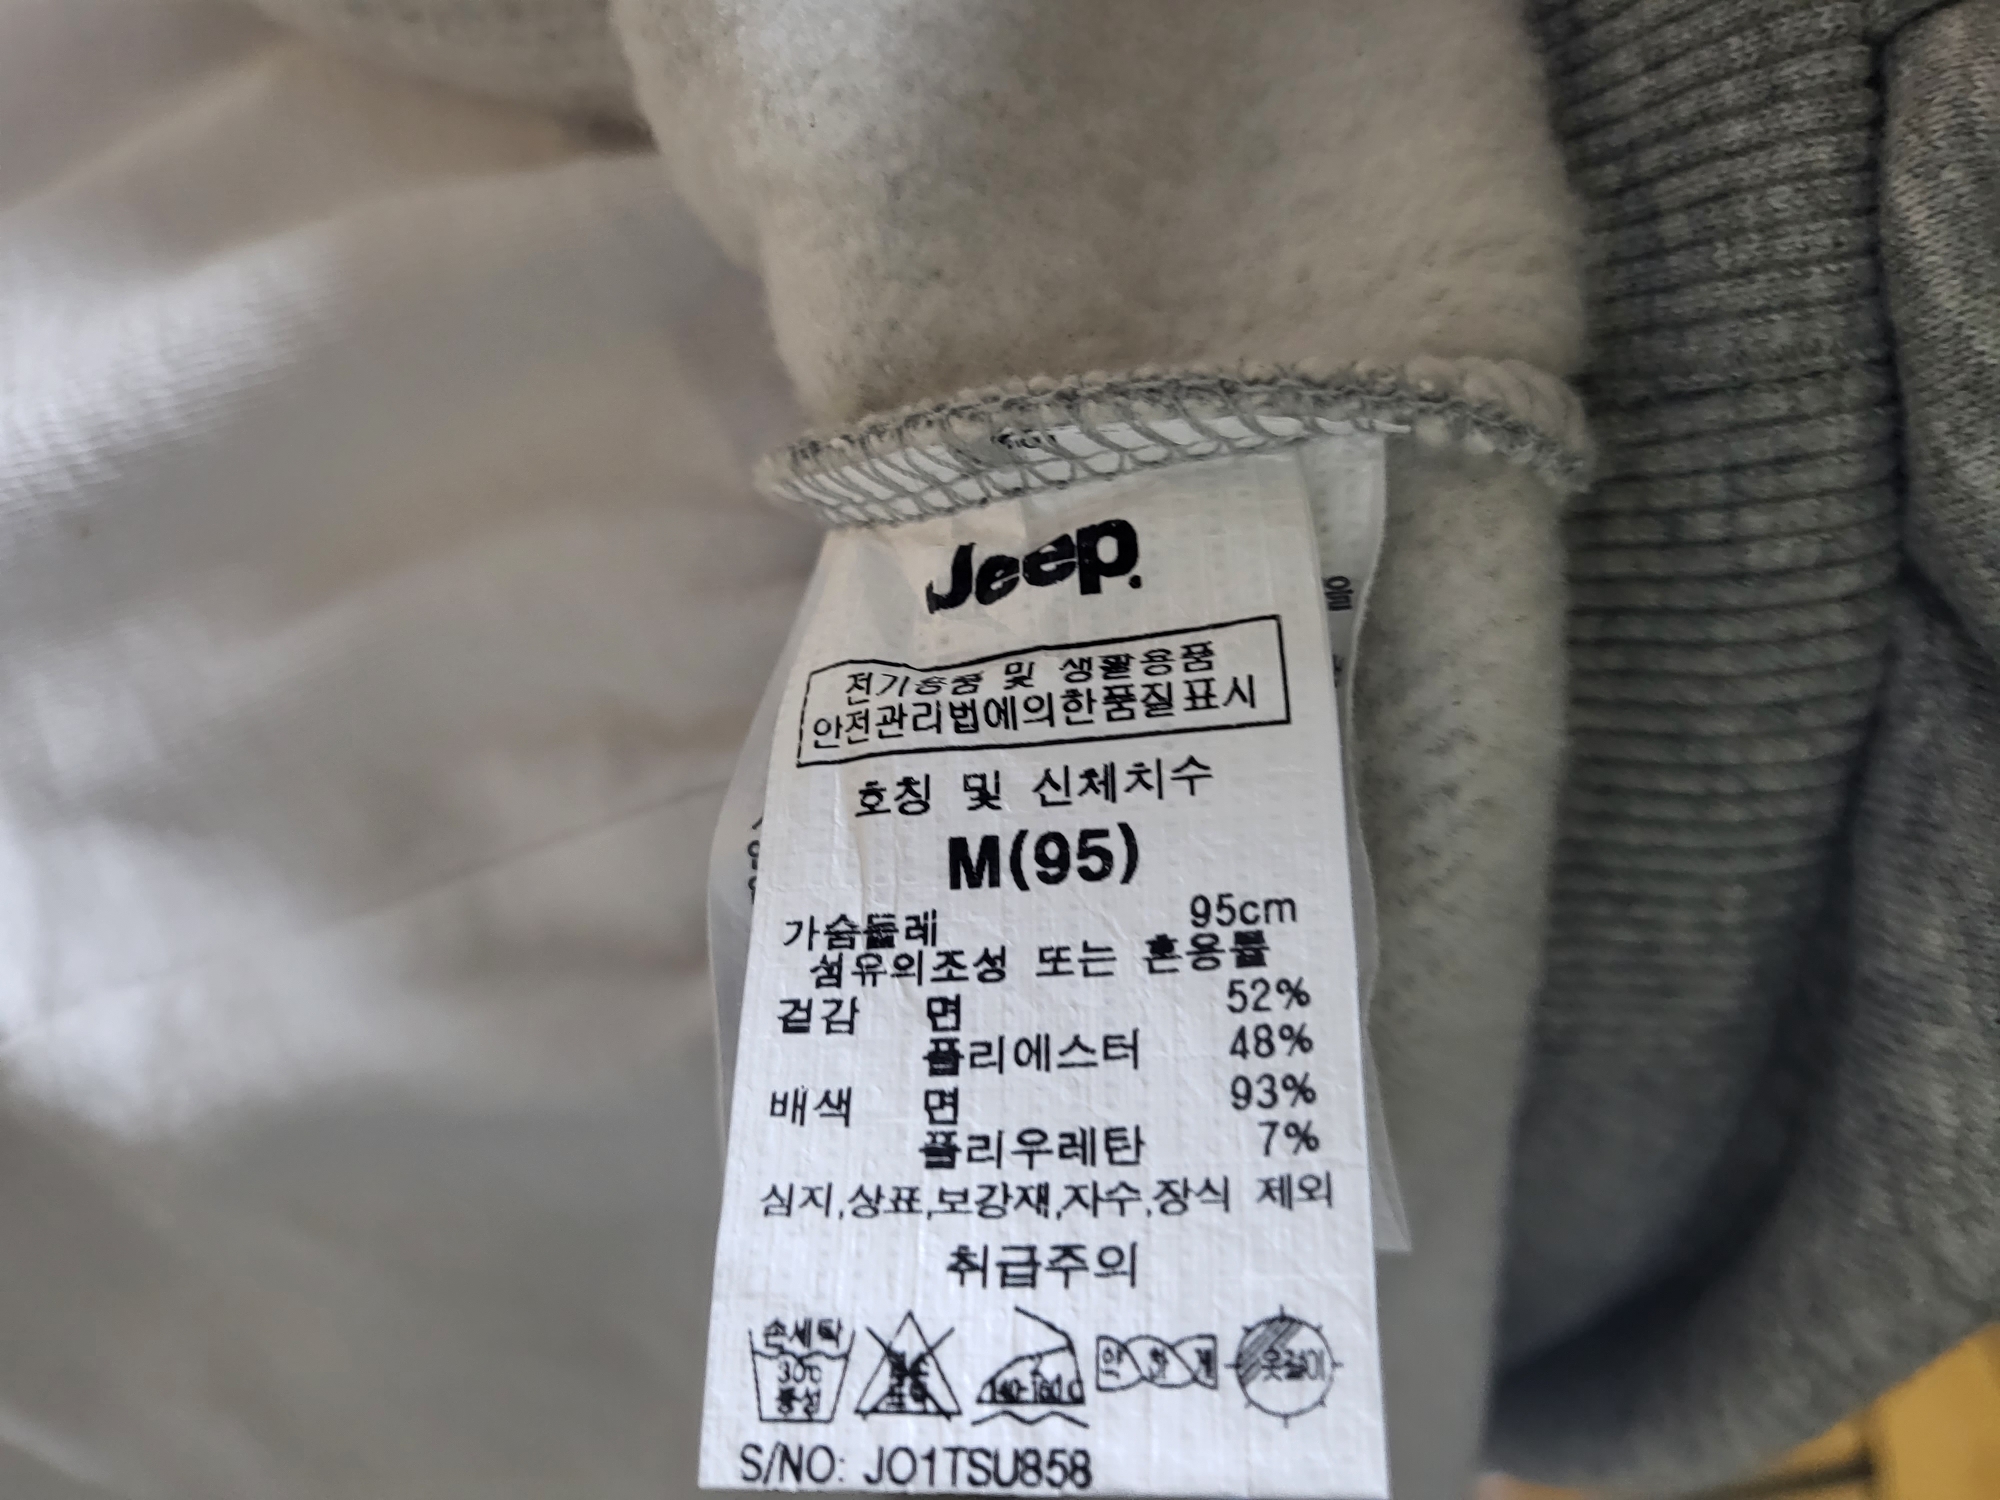 Jeep.
전기용품 및 생활용품
안전관리법에의한품질표시
호칭 및 신체치수
M(95)
가슴둘레 95cm
섬유의조성 또는 혼용률
겉감 면 52%
폴리에스터 48%
배색 면 93%
폴리우레탄 7%
심지,상표,보강재,자수,장식 제외
취급주의
손세탁
30℃
중성
140-160℃
약하게
옷걸이
S/NO: JO1TSU858
을